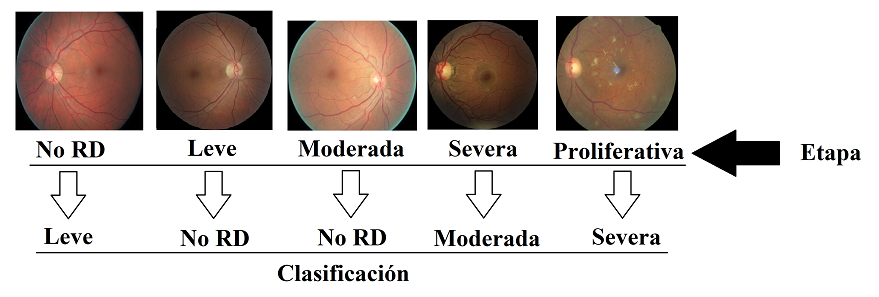 No RD Leve Moderada Severa Proliferativa Etapa
Leve No RD No RD Moderada Severa
Clasificación